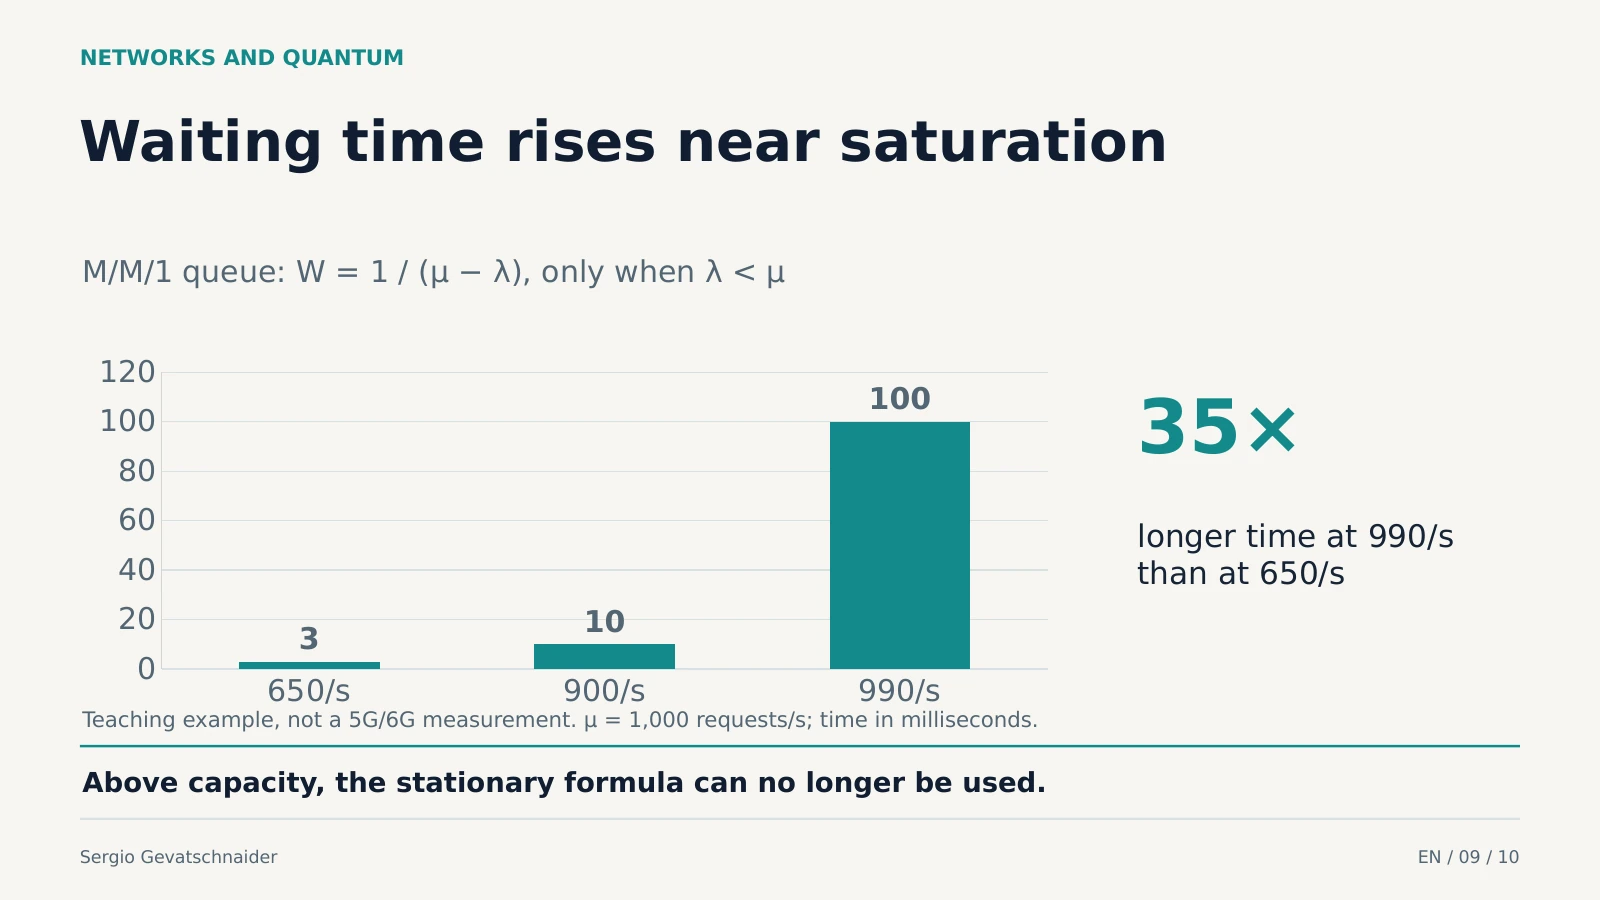 NETWORKS AND QUANTUM
Waiting time rises near saturation
M/M/1 queue: W = 1 / (μ − λ), only when λ < μ
120
100
80
60
40
20
0
3
10
100
650/s
900/s
990/s
35×
longer time at 990/s
than at 650/s
Teaching example, not a 5G/6G measurement. μ = 1,000 requests/s; time in milliseconds.
Above capacity, the stationary formula can no longer be used.
Sergio Gevatschnaider
EN / 09 / 10